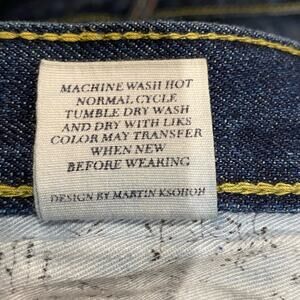 MACHINE WASH HOT
NORMAL CYCLE
TUMBLE DRY WASH
AND DRY WITH LIKS
COLOR MAY TRANSFER
WHEN NEW
BEFORE WEARING
DESIGN BY MARTIN KSOHOH